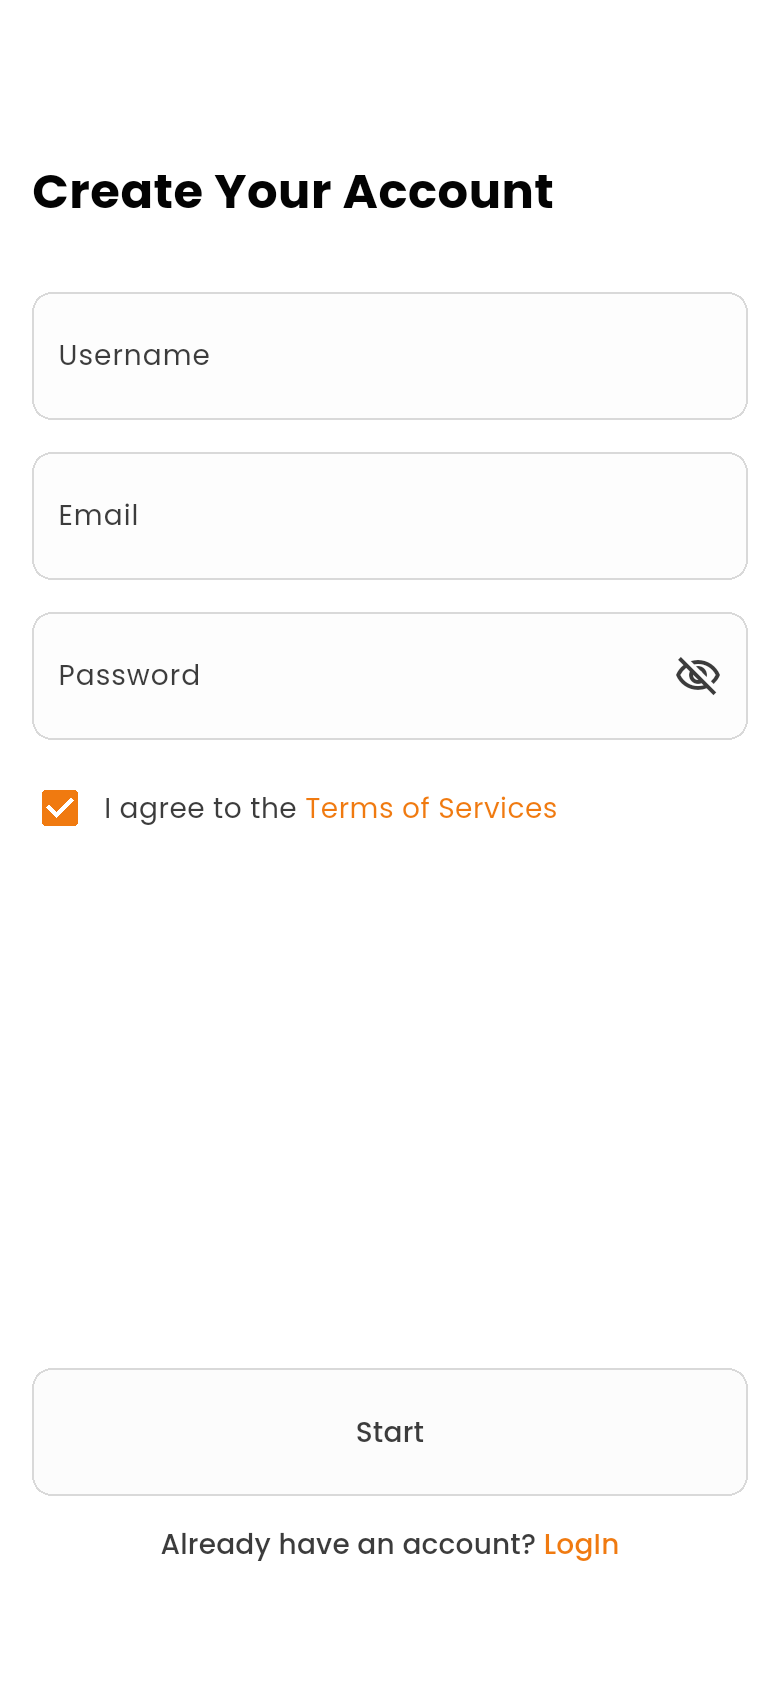 Create Your Account
Username
Email
Password
I agree to the Terms of Services
Start
Already have an account? LogIn